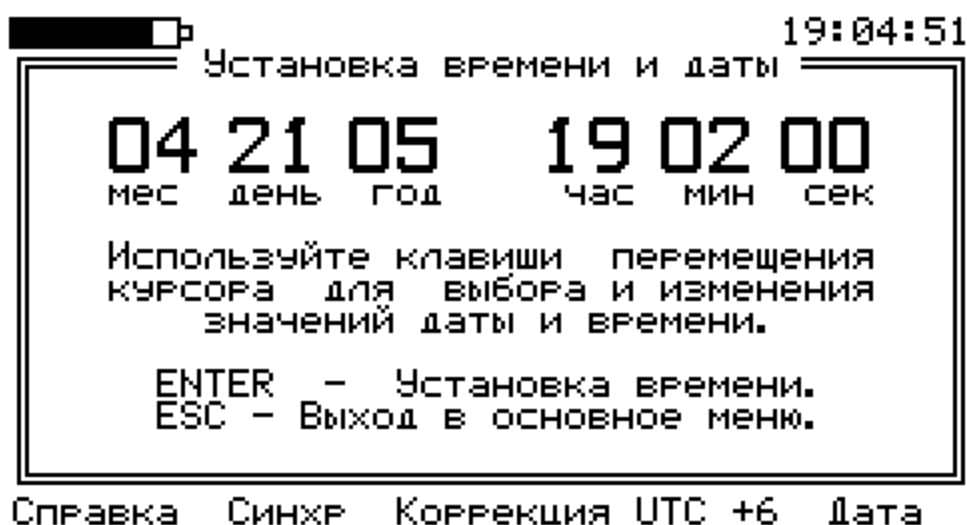 19:04:51
Установка времени и даты
04 21 05 19 02 00
мес день год час мин сек
Используйте клавиши перемещения
курсора для выбора и изменения
значений даты и времени.
ENTER - Установка времени.
ESC - Выход в основное меню.
Справка Синхр Коррекция UTC +6 Дата